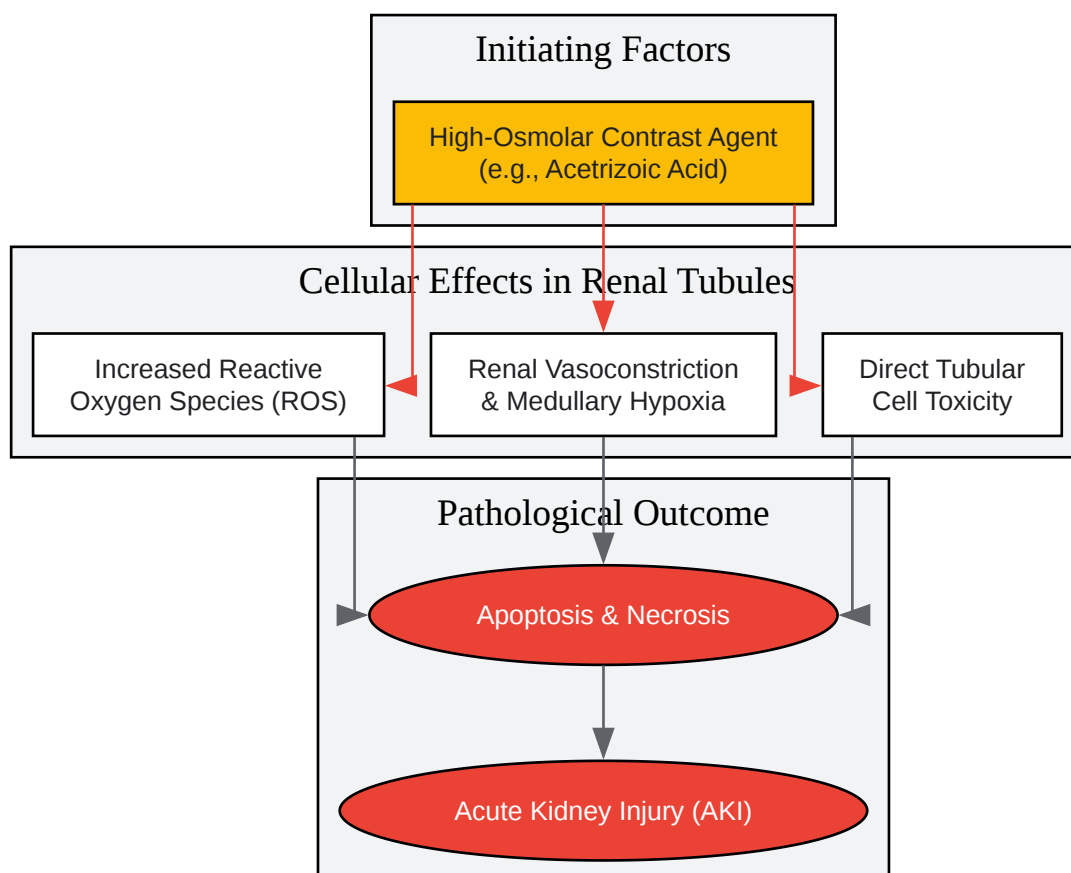 Initiating Factors
High-Osmolar Contrast Agent
(e.g., Acetrizoic Acid)
Cellular Effects in Renal Tubules
Increased Reactive
Oxygen Species (ROS)
Renal Vasoconstriction
& Medullary Hypoxia
Direct Tubular
Cell Toxicity
Pathological Outcome
Apoptosis & Necrosis
Acute Kidney Injury (AKI)